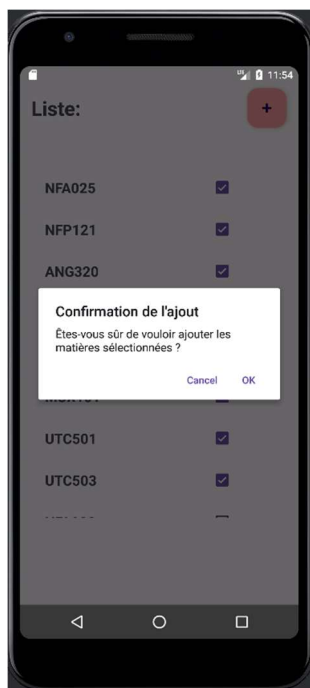 11:54
Liste:
+
NFA025
NFP121
ANG320
Confirmation de l'ajout
Êtes-vous sûr de vouloir ajouter les
matières sélectionnées ?
Cancel OK
UTC501
UTC503